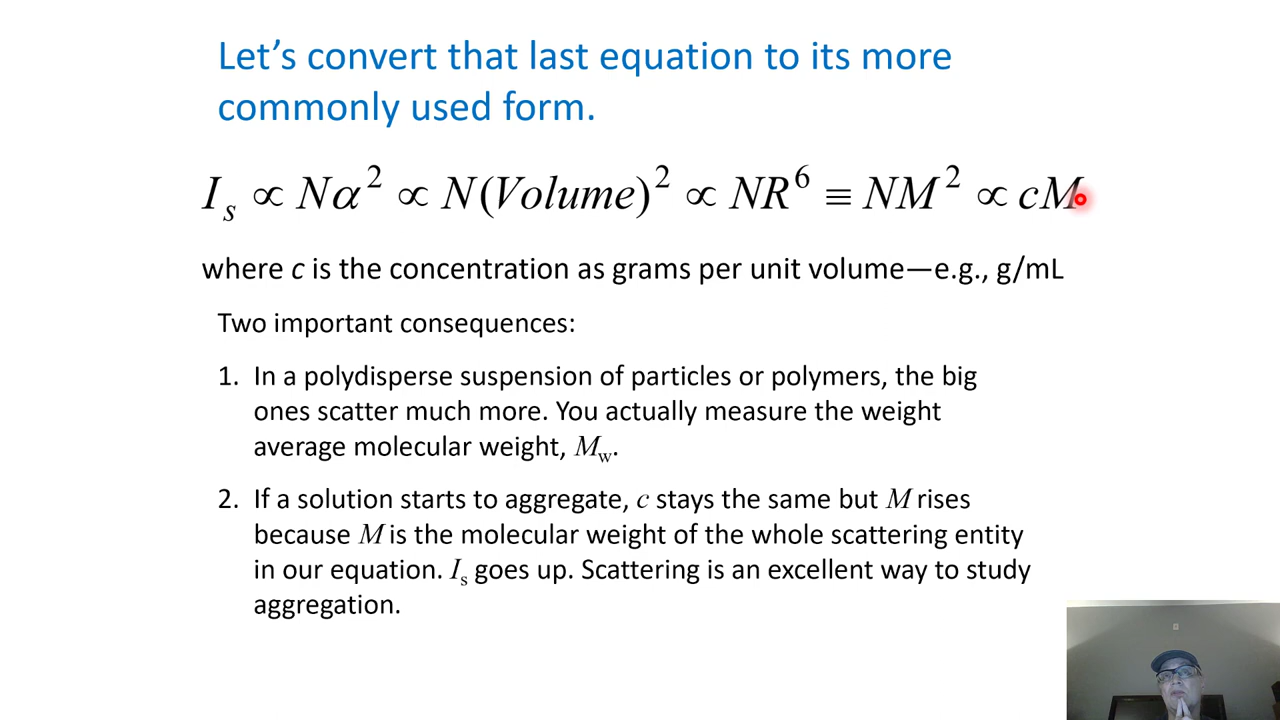 Let's convert that last equation to its more
commonly used form.
I_s ∝ Nα² ∝ N(Volume)² ∝ NR⁶ ≡ NM² ∝ cM
where c is the concentration as grams per unit volume—e.g., g/mL
Two important consequences:
1. In a polydisperse suspension of particles or polymers, the big
ones scatter much more. You actually measure the weight
average molecular weight, M_w.
2. If a solution starts to aggregate, c stays the same but M rises
because M is the molecular weight of the whole scattering entity
in our equation. I_s goes up. Scattering is an excellent way to study
aggregation.